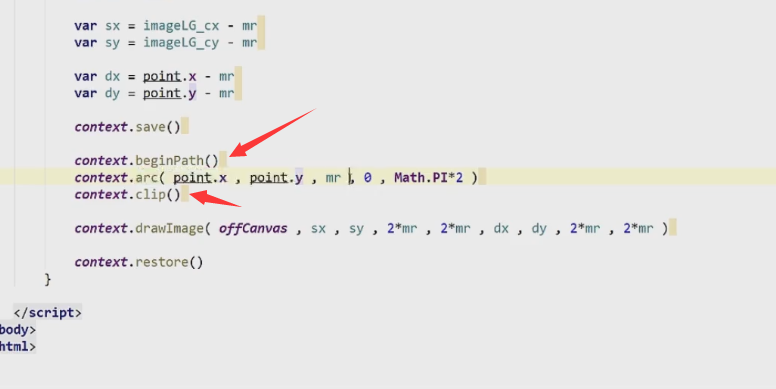 var sx = imageLG_cx - mr
var sy = imageLG_cy - mr
var dx = point.x - mr
var dy = point.y - mr
context.save()
context.beginPath()
context.arc( point.x , point.y , mr , 0 , Math.PI*2 )
context.clip()
context.drawImage( offCanvas , sx , sy , 2*mr , 2*mr , dx , dy , 2*mr , 2*mr )
context.restore()
}
</script>
body>
html>